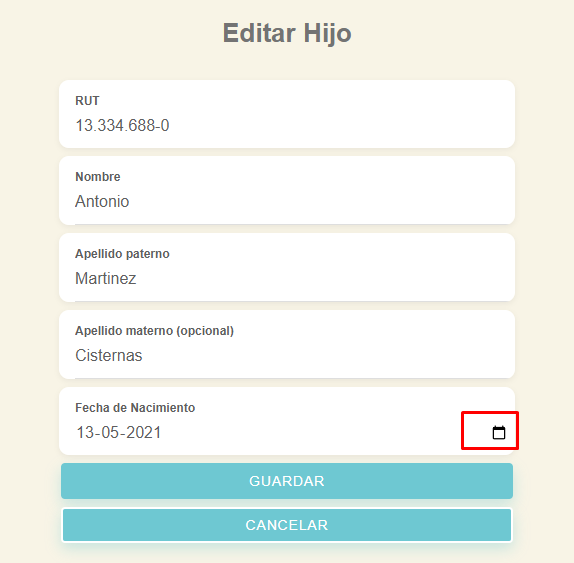 Editar Hijo
RUT
13.334.688-0
Nombre
Antonio
Apellido paterno
Martinez
Apellido materno (opcional)
Cisternas
Fecha de Nacimiento
13-05-2021
GUARDAR
CANCELAR